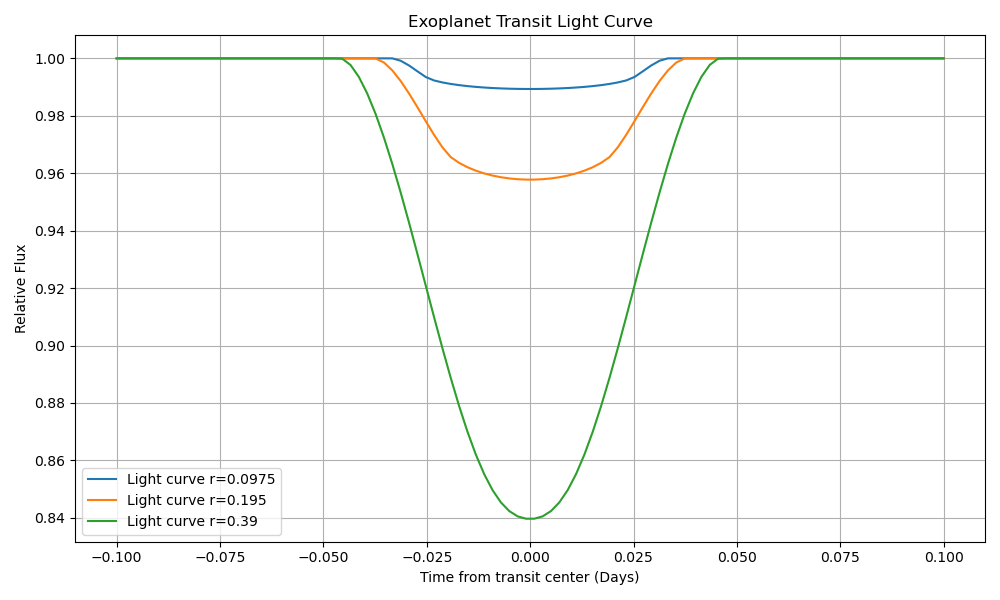 Exoplanet Transit Light Curve
Relative Flux
1.00
0.98
0.96
0.94
0.92
0.90
0.88
0.86
0.84
Light curve r=0.0975
Light curve r=0.195
Light curve r=0.39
−0.100 −0.075 −0.050 −0.025 0.000 0.025 0.050 0.075 0.100
Time from transit center (Days)